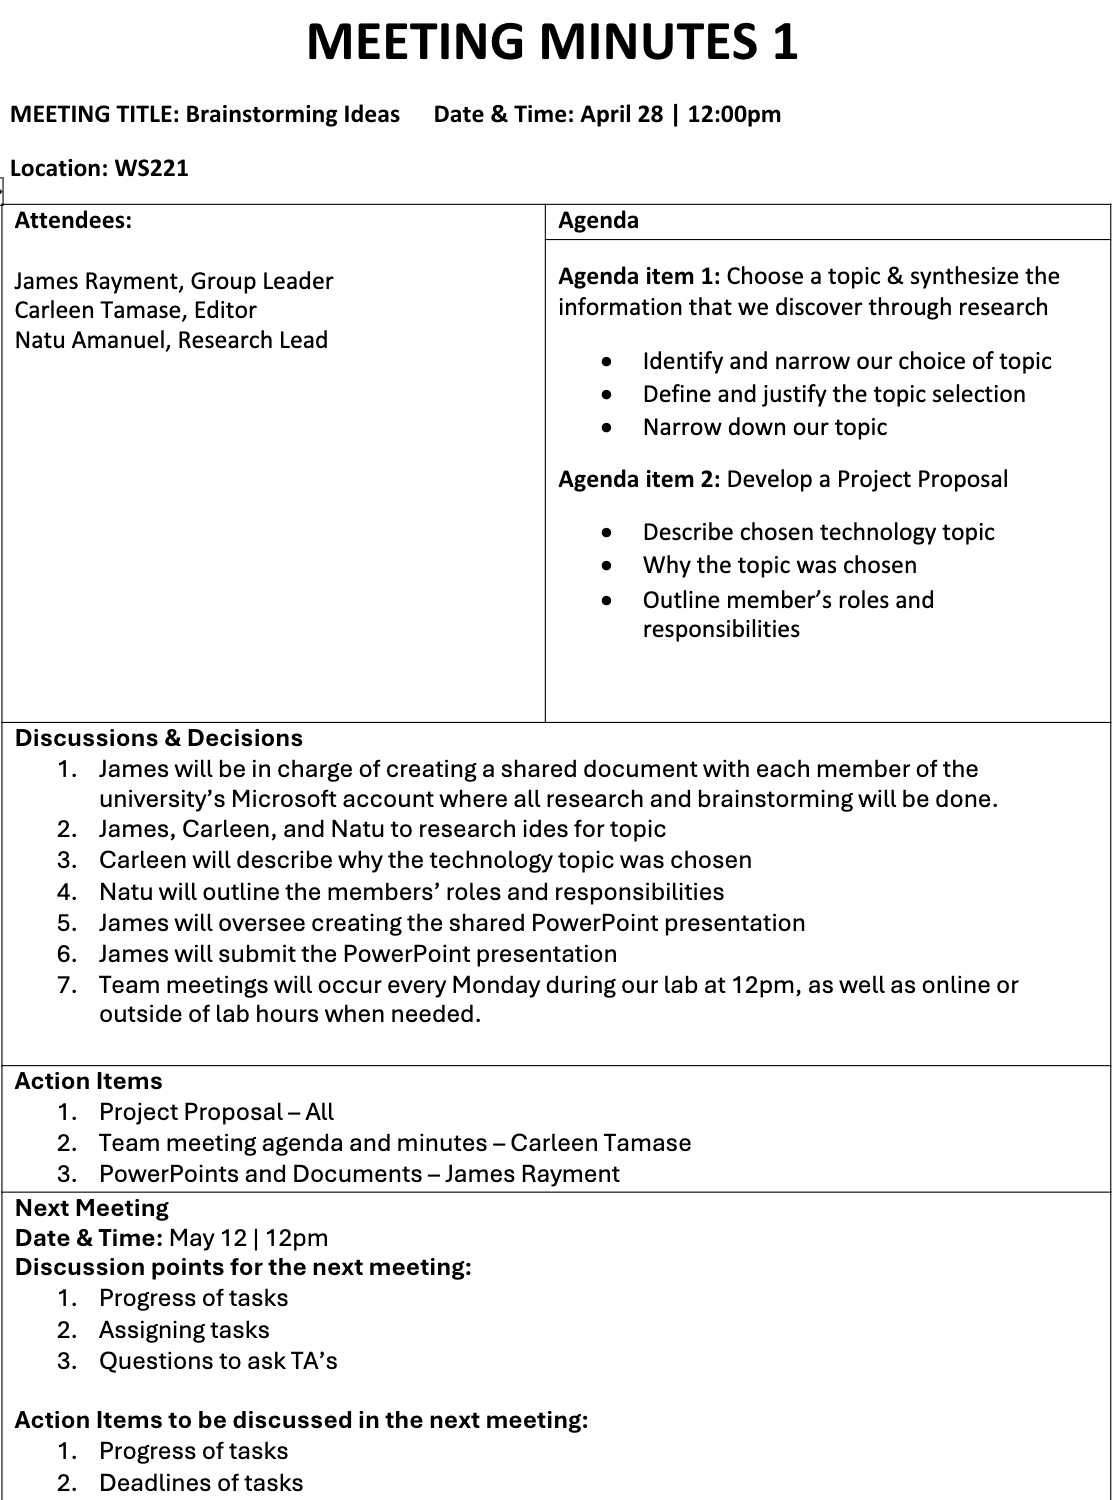 MEETING MINUTES 1
MEETING TITLE: Brainstorming Ideas Date & Time: April 28 | 12:00pm
Location: WS221
Attendees:
James Rayment, Group Leader
Carleen Tamase, Editor
Natu Amanuel, Research Lead
Agenda
Agenda item 1: Choose a topic & synthesize the
information that we discover through research
• Identify and narrow our choice of topic
• Define and justify the topic selection
• Narrow down our topic
Agenda item 2: Develop a Project Proposal
• Describe chosen technology topic
• Why the topic was chosen
• Outline member’s roles and
responsibilities
Discussions & Decisions
1. James will be in charge of creating a shared document with each member of the
university’s Microsoft account where all research and brainstorming will be done.
2. James, Carleen, and Natu to research ides for topic
3. Carleen will describe why the technology topic was chosen
4. Natu will outline the members’ roles and responsibilities
5. James will oversee creating the shared PowerPoint presentation
6. James will submit the PowerPoint presentation
7. Team meetings will occur every Monday during our lab at 12pm, as well as online or
outside of lab hours when needed.
Action Items
1. Project Proposal – All
2. Team meeting agenda and minutes – Carleen Tamase
3. PowerPoints and Documents – James Rayment
Next Meeting
Date & Time: May 12 | 12pm
Discussion points for the next meeting:
1. Progress of tasks
2. Assigning tasks
3. Questions to ask TA’s
Action Items to be discussed in the next meeting:
1. Progress of tasks
2. Deadlines of tasks